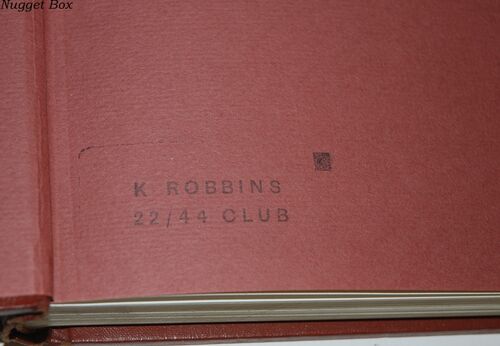 Nugget Box
K ROBBINS
22/44 CLUB